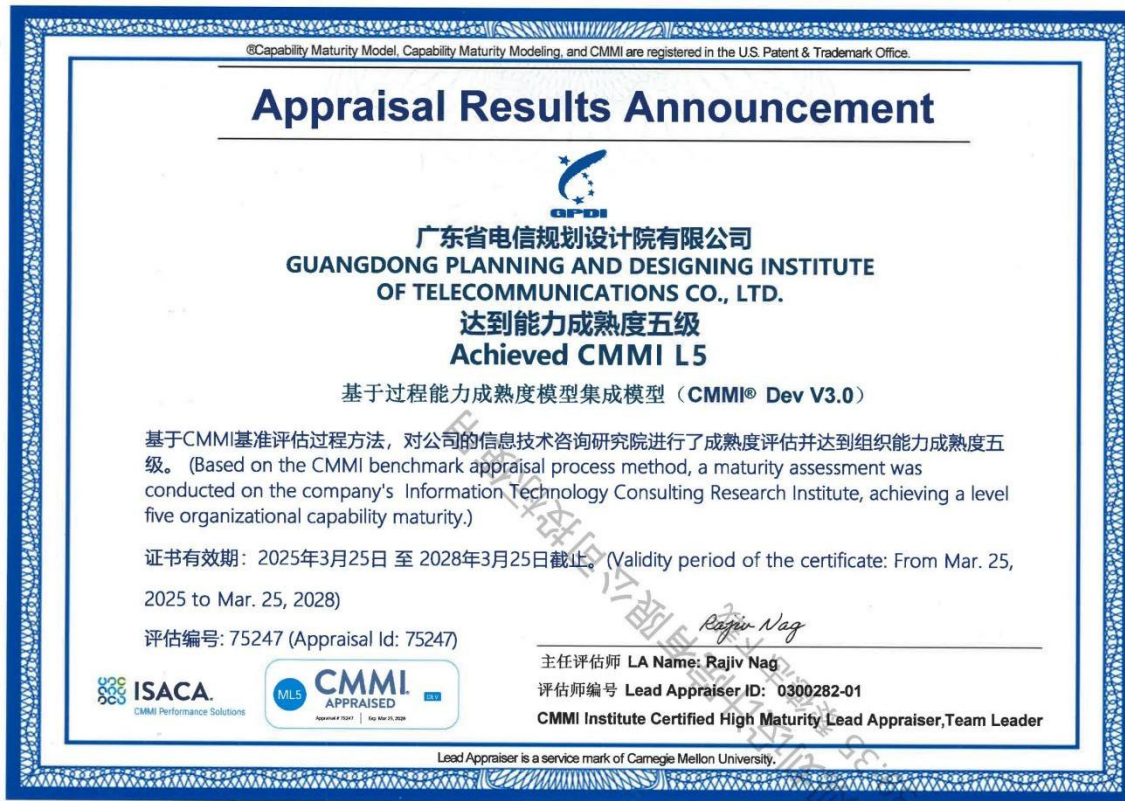 ®Capability Maturity Model, Capability Maturity Modeling, and CMMI are registered in the U.S. Patent & Trademark Office.
Appraisal Results Announcement
GPDI
广东省电信规划设计院有限公司
GUANGDONG PLANNING AND DESIGNING INSTITUTE
OF TELECOMMUNICATIONS CO., LTD.
达到能力成熟度五级
Achieved CMMI L5
基于过程能力成熟度模型集成模型（CMMI® Dev V3.0）
基于CMMI基准评估过程方法，对公司的信息技术咨询研究院进行了成熟度评估并达到组织能力成熟度五
级。 (Based on the CMMI benchmark appraisal process method, a maturity assessment was
conducted on the company's Information Technology Consulting Research Institute, achieving a level
five organizational capability maturity.)
证书有效期：2025年3月25日 至 2028年3月25日截止。(Validity period of the certificate: From Mar. 25,
2025 to Mar. 25, 2028)
评估编号: 75247 (Appraisal Id: 75247)
Rajiv Nag
主任评估师 LA Name: Rajiv Nag
评估师编号 Lead Appraiser ID: 0300282-01
CMMI Institute Certified High Maturity Lead Appraiser,Team Leader
ISACA.
CMMI Performance Solutions
ML5
CMMI
APPRAISED
DEV
Appraisal # 75247
Exp. Mar 25, 2028
Lead Appraiser is a service mark of Carnegie Mellon University.